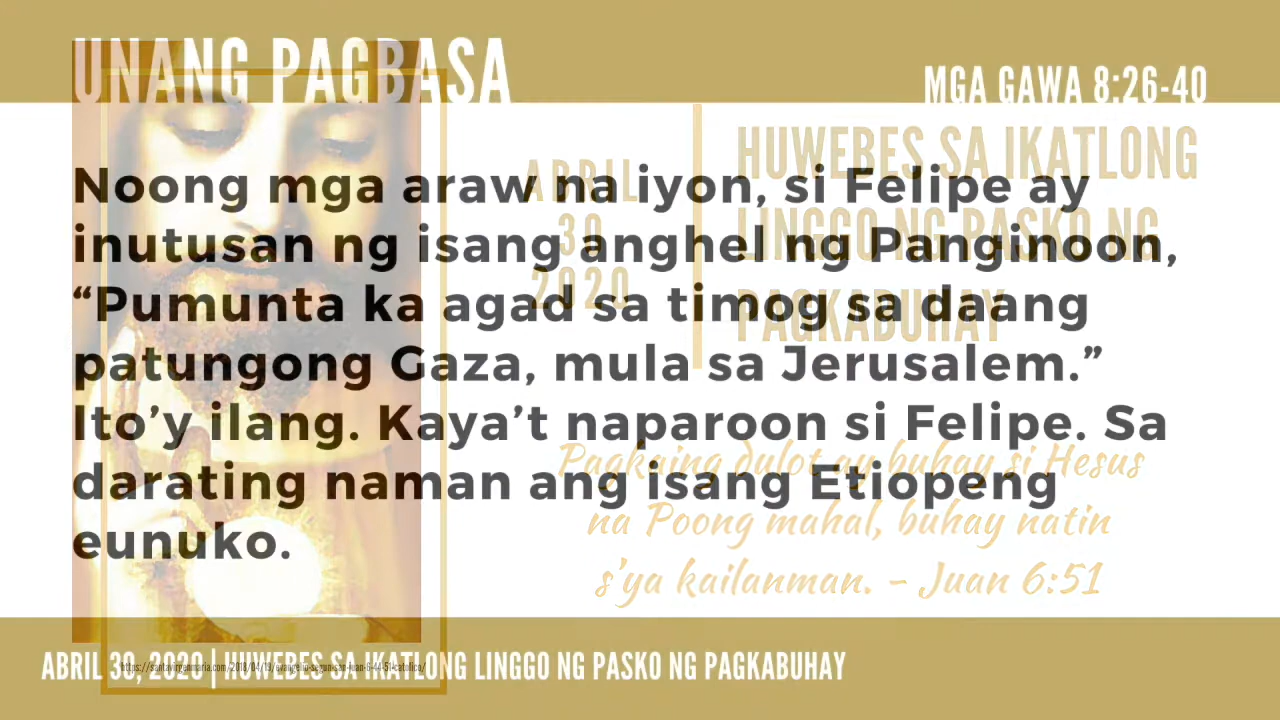 UNANG PAGBASA
MGA GAWA 8:26-40
Noong mga araw na iyon, si Felipe ay
inutusan ng isang anghel ng Panginoon,
“Pumunta ka agad sa timog sa daang
patungong Gaza, mula sa Jerusalem.”
Ito’y ilang. Kaya’t naparoon si Felipe. Sa
darating naman ang isang Etiopeng
eunuko.
ABRIL
30
2020
HUWEBES SA IKATLONG
LINGGO NG PASKO NG
PAGKABUHAY
Pagkaing dulot ay buhay si Hesus
na Poong mahal, buhay natin
s’ya kailanman. – Juan 6:51
ABRIL 30, 2020 | HUWEBES SA IKATLONG LINGGO NG PASKO NG PAGKABUHAY